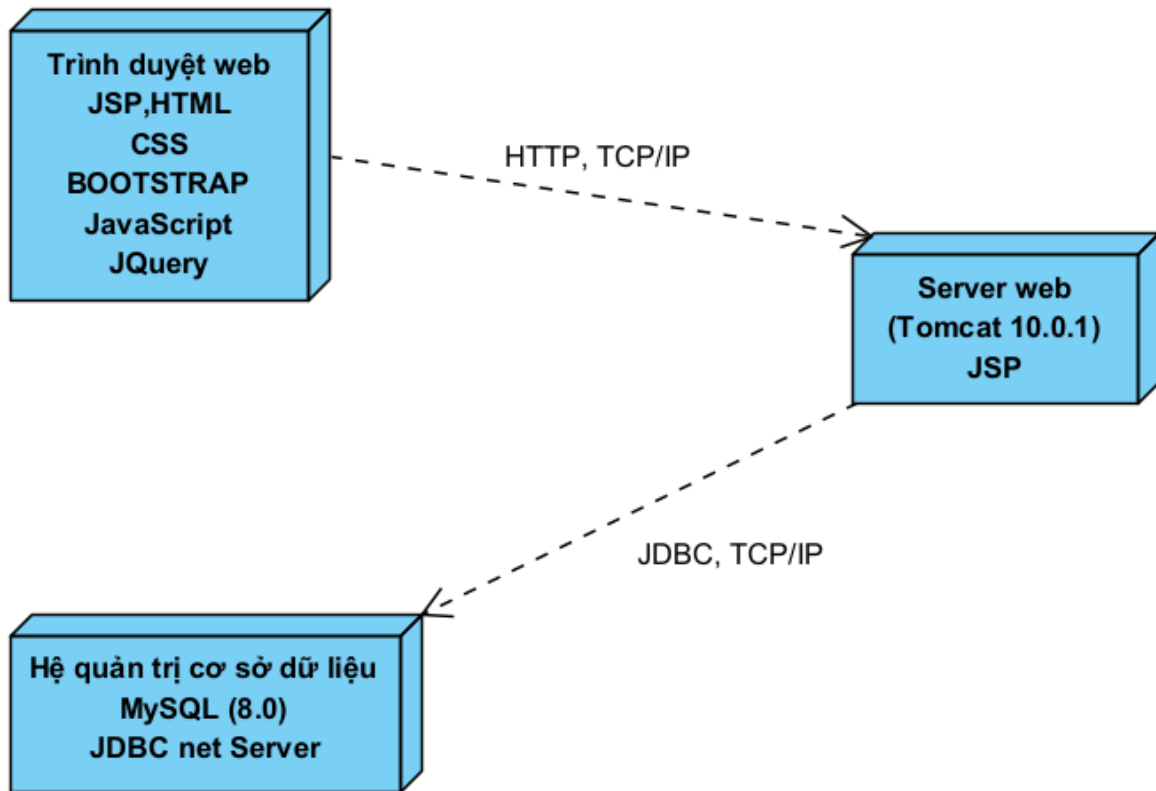 Trình duyệt web
JSP,HTML
CSS
BOOTSTRAP
JavaScript
JQuery
HTTP, TCP/IP
Server web
(Tomcat 10.0.1)
JSP
JDBC, TCP/IP
Hệ quản trị cơ sở dữ liệu
MySQL (8.0)
JDBC net Server